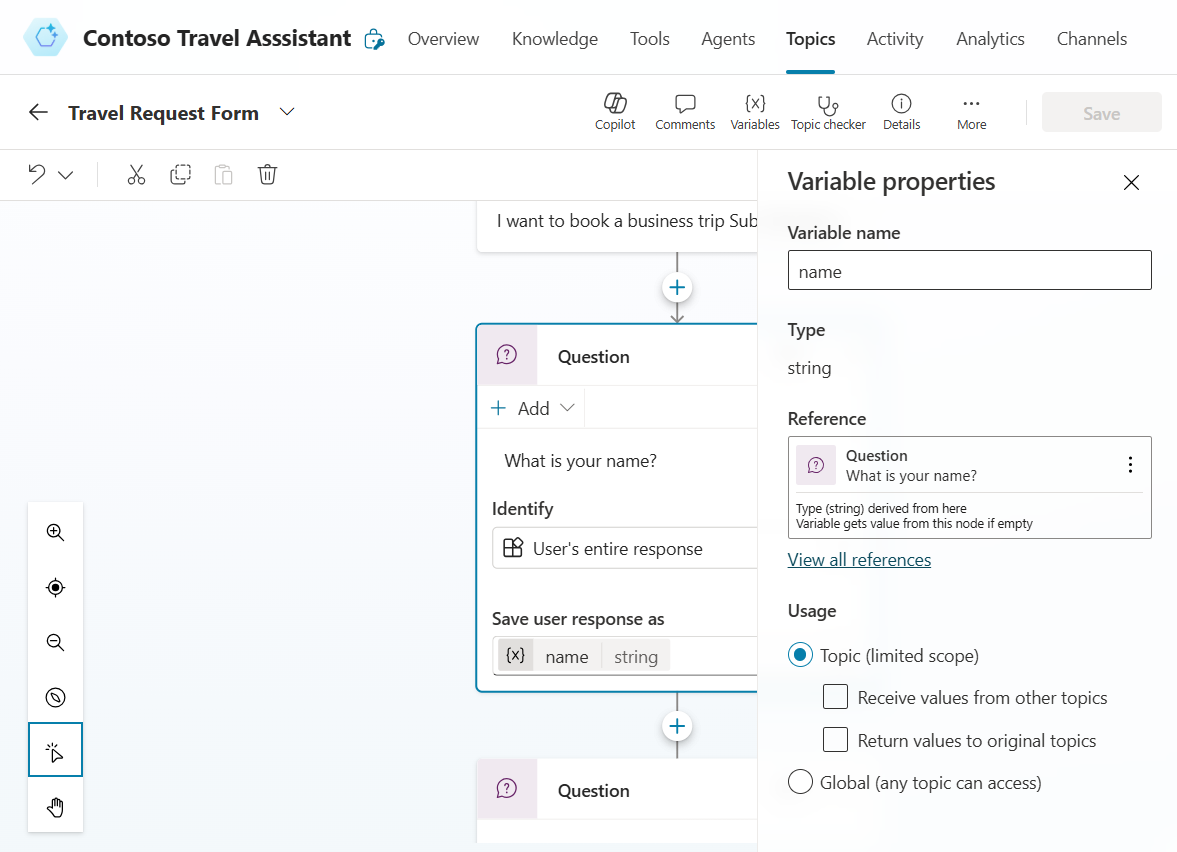 Contoso Travel Asssistant
Overview
Knowledge
Tools
Agents
Topics
Activity
Analytics
Channels
Travel Request Form
Copilot
Comments
{x}
Variables
Topic checker
Details
More
Save
I want to book a business trip Sub
Question
Add
What is your name?
Identify
User's entire response
Save user response as
{x} name string
Question
Variable properties
Variable name
name
Type
string
Reference
Question
What is your name?
Type (string) derived from here
Variable gets value from this node if empty
View all references
Usage
Topic (limited scope)
Receive values from other topics
Return values to original topics
Global (any topic can access)